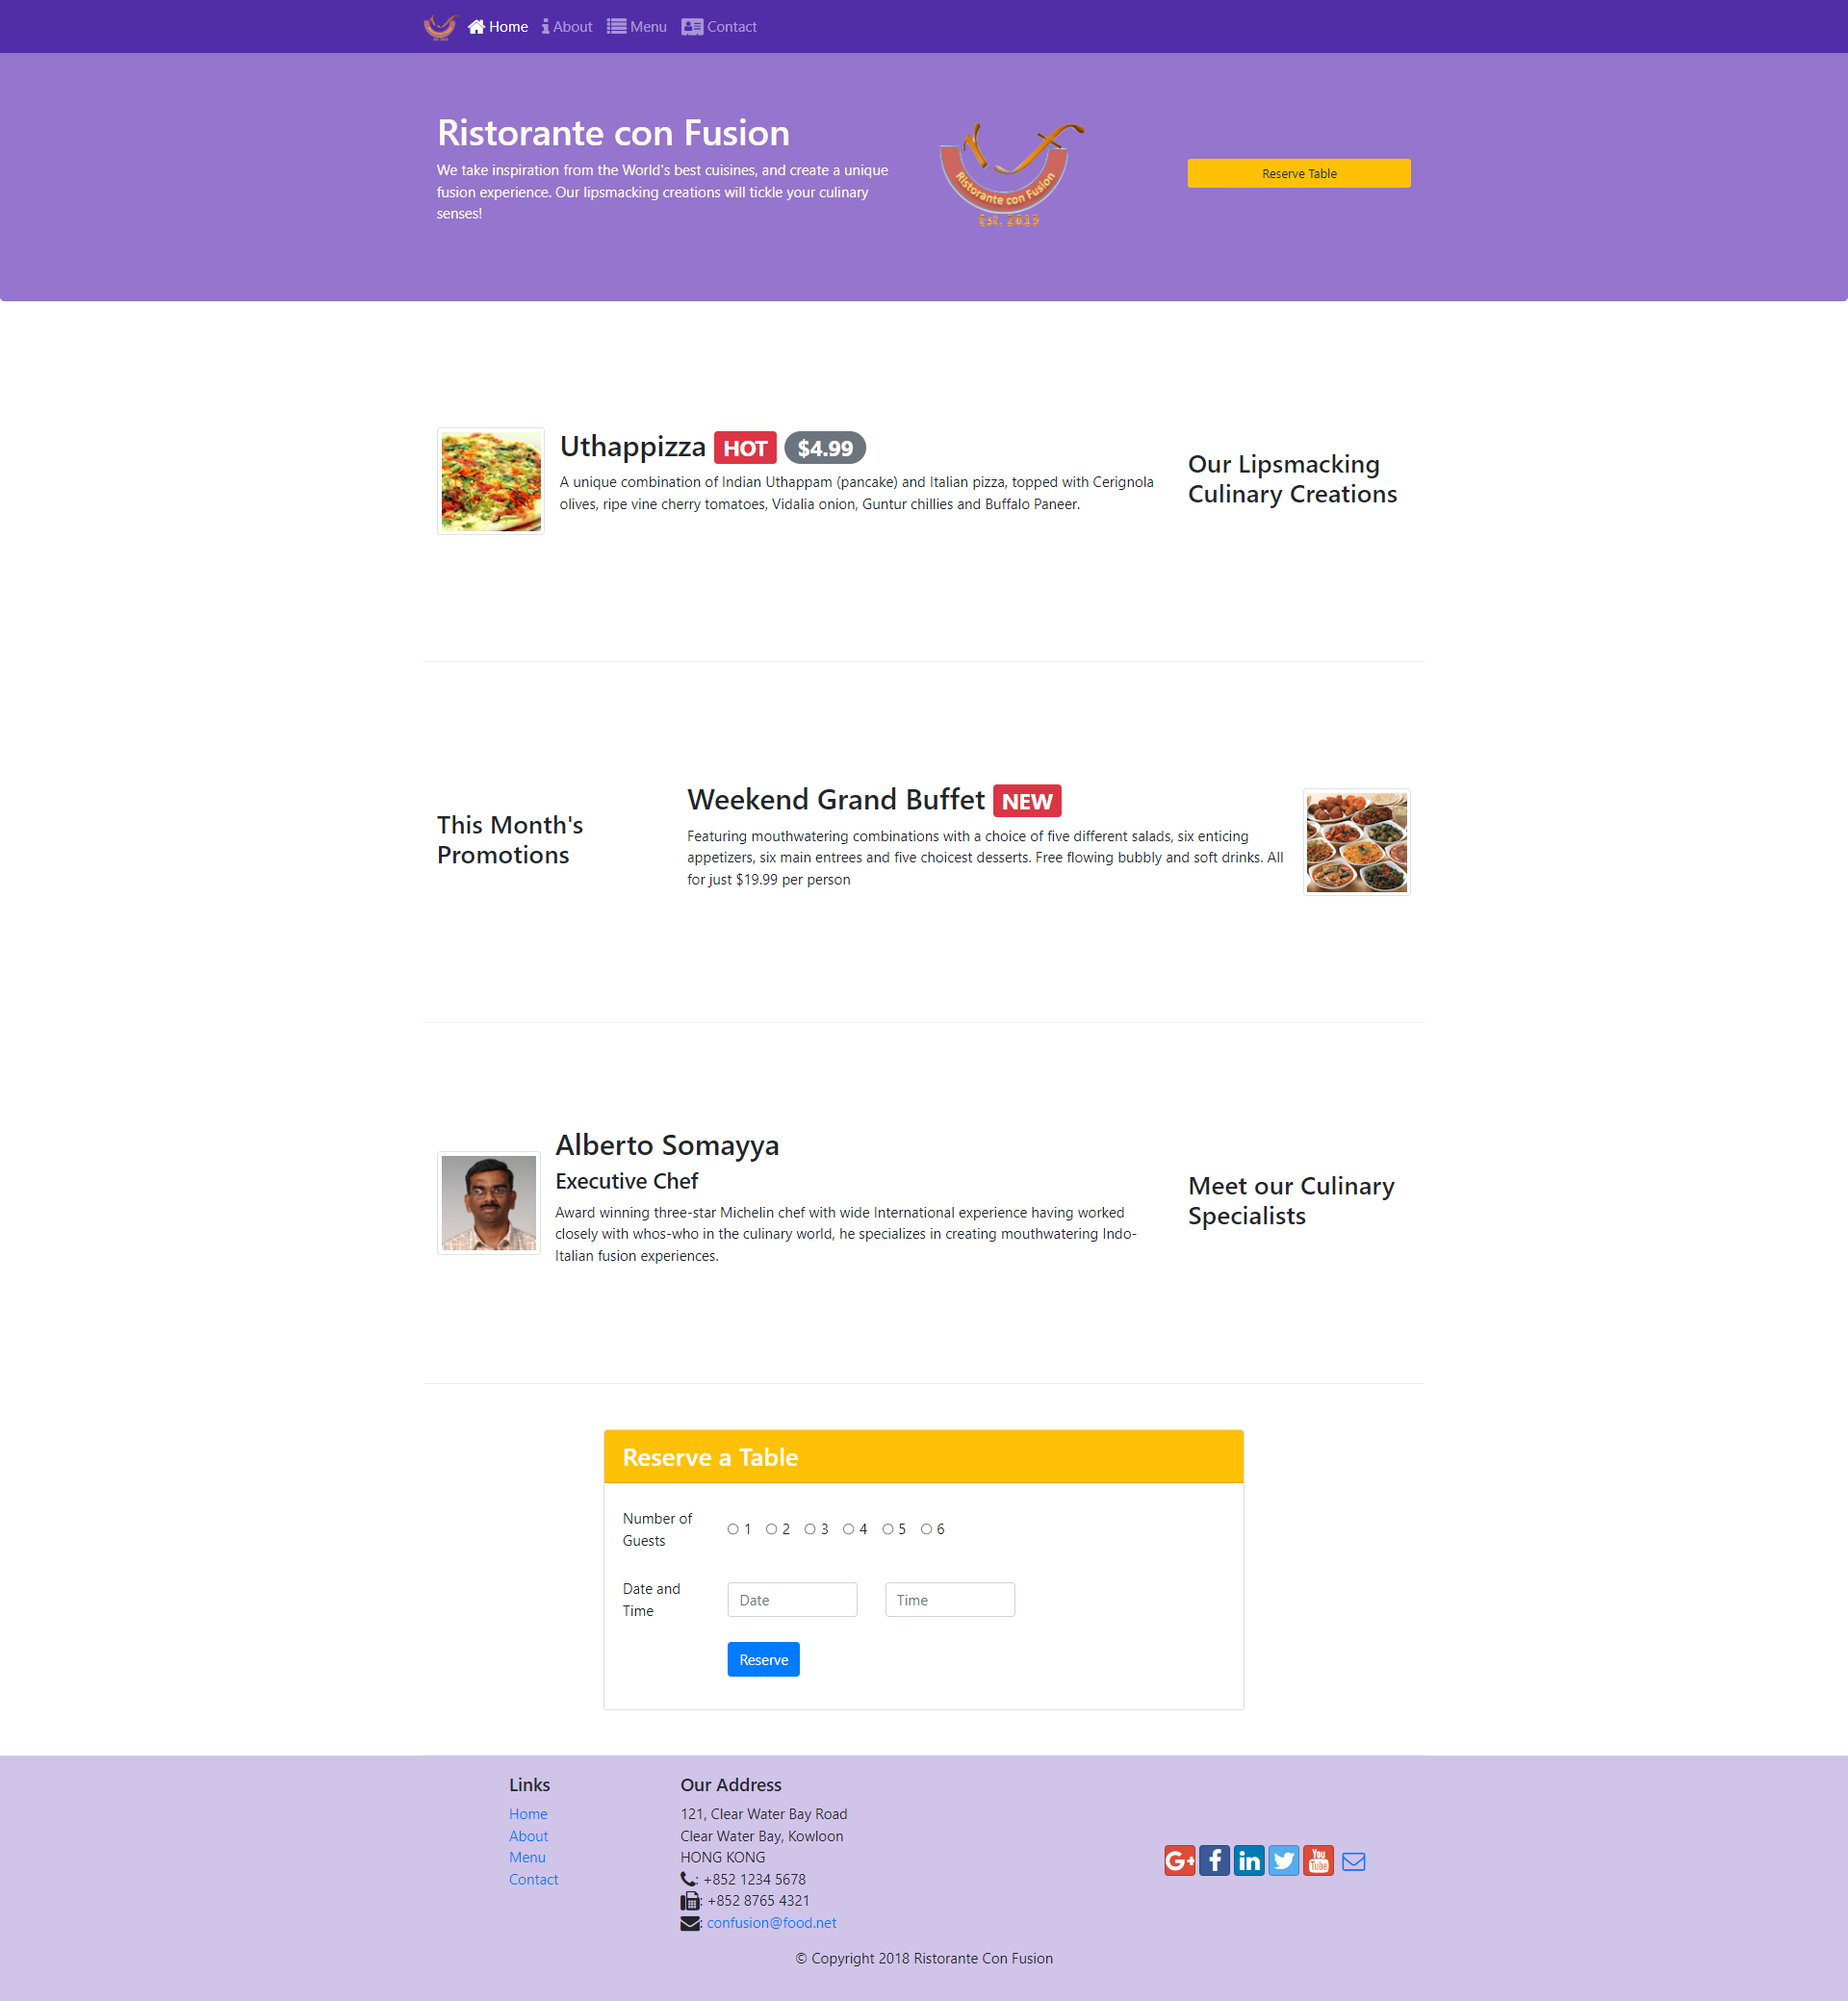 Home About Menu Contact
Ristorante con Fusion
We take inspiration from the World's best cuisines, and create a unique
fusion experience. Our lipsmacking creations will tickle your culinary
senses!
Ristorante con Fusion
Reserve Table
Uthappizza HOT $4.99
A unique combination of Indian Uthappam (pancake) and Italian pizza, topped with Cerignola
olives, ripe vine cherry tomatoes, Vidalia onion, Guntur chillies and Buffalo Paneer.
Our Lipsmacking
Culinary Creations
This Month's
Promotions
Weekend Grand Buffet NEW
Featuring mouthwatering combinations with a choice of five different salads, six enticing
appetizers, six main entrees and five choicest desserts. Free flowing bubbly and soft drinks. All
for just $19.99 per person
Alberto Somayya
Executive Chef
Award winning three-star Michelin chef with wide International experience having worked
closely with whos-who in the culinary world, he specializes in creating mouthwatering Indo-
Italian fusion experiences.
Meet our Culinary
Specialists
Reserve a Table
Number of
Guests
1 2 3 4 5 6
Date and
Time
Date Time
Reserve
Links
Home
About
Menu
Contact
Our Address
121, Clear Water Bay Road
Clear Water Bay, Kowloon
HONG KONG
: +852 1234 5678
: +852 8765 4321
: confusion@food.net
G+ f in You Tube
© Copyright 2018 Ristorante Con Fusion